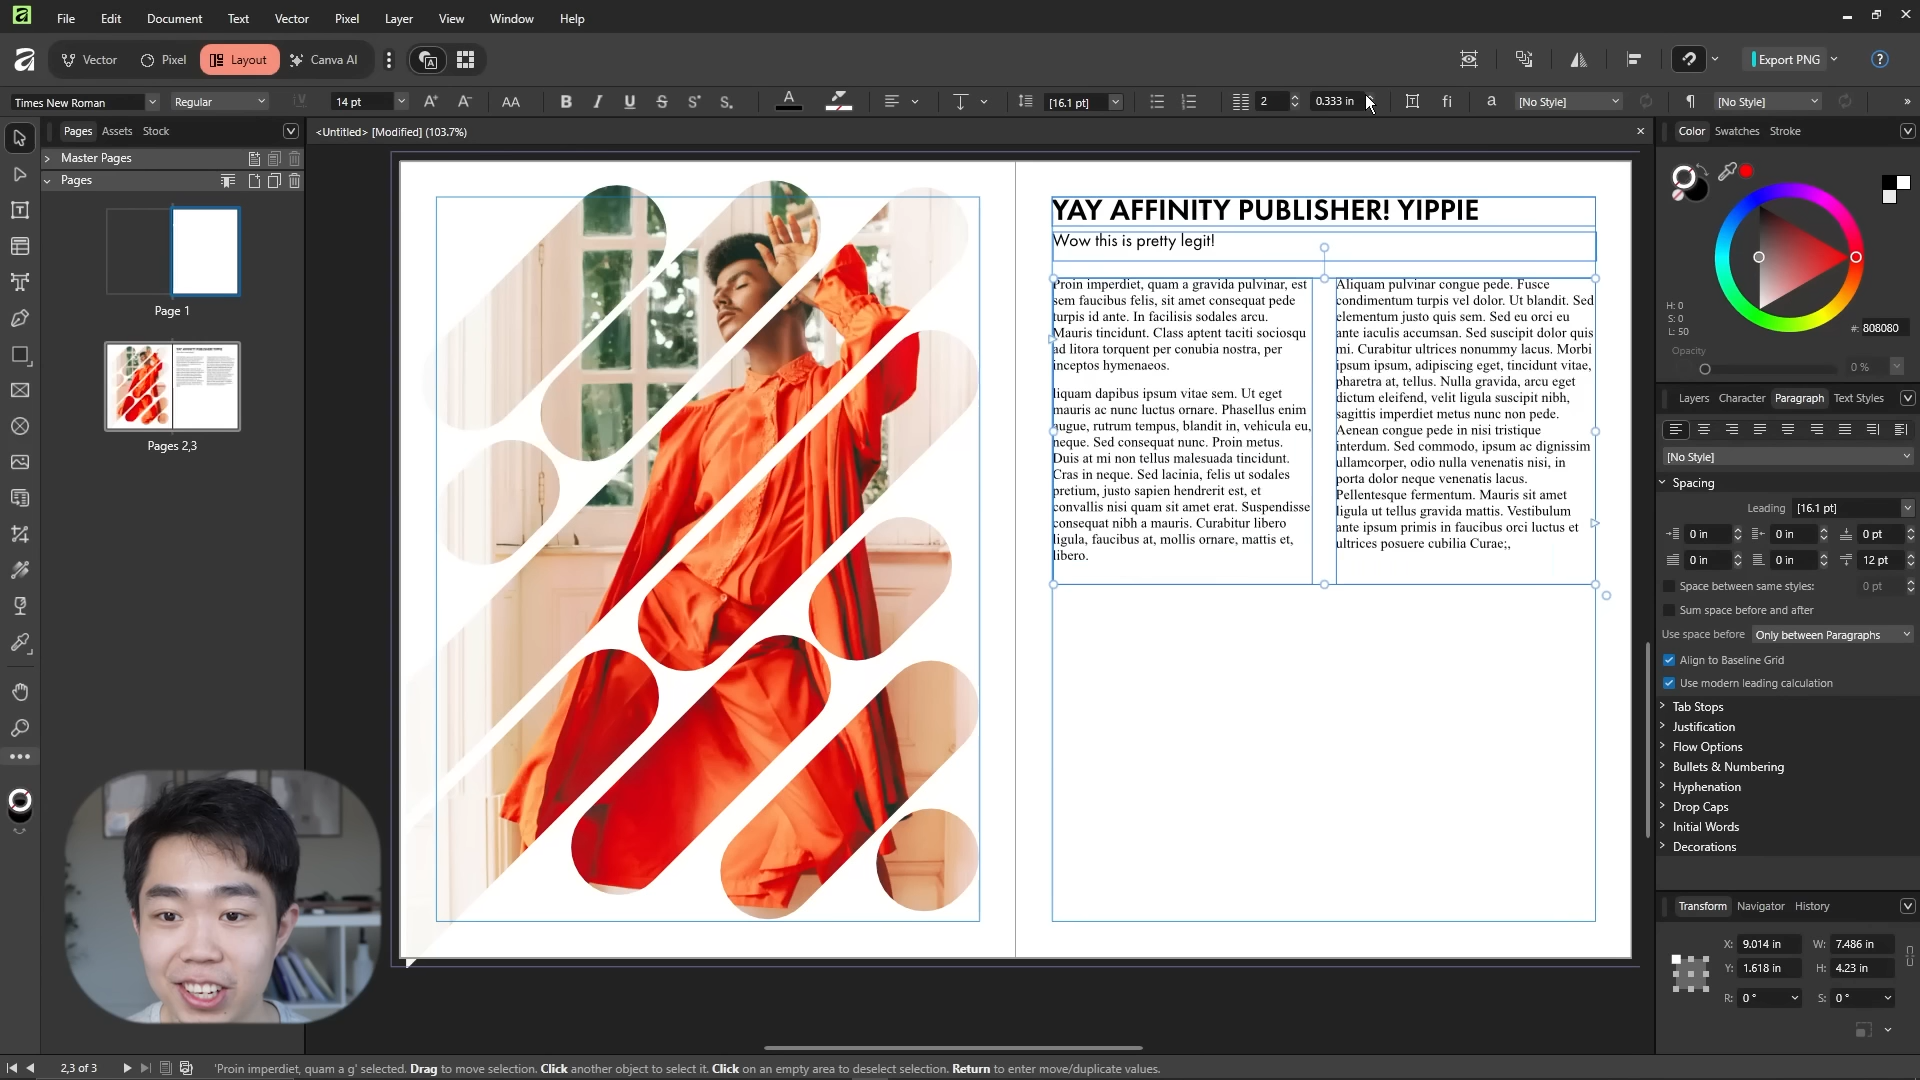 File Edit Document Text Vector Pixel Layer View Window Help
Vector Pixel Layout Canva AI Export PNG
Times New Roman Regular 14 pt AA B I U S S S A [16.1 pt] 2 0.333 in fi a [No Style] ¶ [No Style] »
Pages Assets Stock
<Untitled> [Modified] (103.7%)
Master Pages
Pages
Page 1
Pages 2,3
YAY AFFINITY PUBLISHER! YIPPIE
Wow this is pretty legit!
Proin imperdiet, quam a gravida pulvinar, est
sem faucibus felis, sit amet consequat pede
turpis id ante. In facilisis sodales arcu.
Mauris tincidunt. Class aptent taciti sociosqu
ad litora torquent per conubia nostra, per
inceptos hymenaeos.
liquam dapibus ipsum vitae sem. Ut eget
mauris ac nunc luctus ornare. Phasellus enim
augue, rutrum tempus, blandit in, vehicula eu,
neque. Sed consequat nunc. Proin metus.
Duis at mi non tellus malesuada tincidunt.
Cras in neque. Sed lacinia, felis ut sodales
pretium, justo sapien hendrerit est, et
convallis nisi quam sit amet erat. Suspendisse
consequat nibh a mauris. Curabitur libero
ligula, faucibus at, mollis ornare, mattis et,
libero.
Aliquam pulvinar congue pede. Fusce
condimentum turpis vel dolor. Ut blandit. Sed
elementum justo quis sem. Sed eu orci eu
ante iaculis accumsan. Sed suscipit dolor quis
mi. Curabitur ultrices nonummy lacus. Morbi
ipsum ipsum, adipiscing eget, tincidunt vitae,
pharetra at, tellus. Nulla gravida, arcu eget
dictum eleifend, velit ligula suscipit nibh,
sagittis imperdiet metus nunc non pede.
Aenean congue pede in nisi tristique
interdum. Sed commodo, ipsum ac dignissim
ullamcorper, odio nulla venenatis nisi, in
porta dolor neque venenatis lacus.
Pellentesque fermentum. Mauris sit amet
ligula ut tellus gravida mattis. Vestibulum
ante ipsum primis in faucibus orci luctus et
ultrices posuere cubilia Curae;,
Color Swatches Stroke
H: 0
S: 0
L: 50
#: 808080
Opacity
0 %
Layers Character Paragraph Text Styles
[No Style]
Spacing
Leading [16.1 pt]
0 in 0 in 0 pt
0 in 0 in 12 pt
Space between same styles: 0 pt
Sum space before and after
Use space before Only between Paragraphs
Align to Baseline Grid
Use modern leading calculation
Tab Stops
Justification
Flow Options
Bullets & Numbering
Hyphenation
Drop Caps
Initial Words
Decorations
Transform Navigator History
X: 9.014 in W: 7.486 in
Y: 1.618 in H: 4.23 in
R: 0 ° S: 0 °
2,3 of 3 'Proin imperdiet, quam a g' selected. Drag to move selection. Click another object to select it. Click on an empty area to deselect selection. Return to enter move/duplicate values.